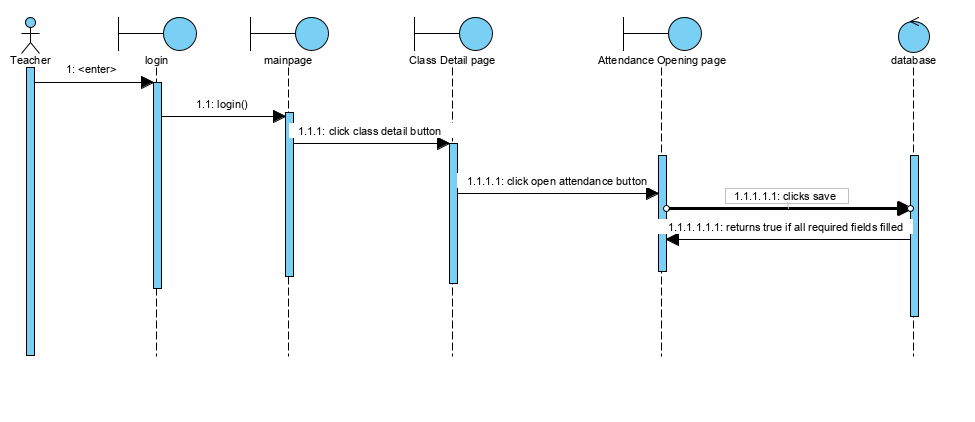 Teacher
login
mainpage
Class Detail page
Attendance Opening page
database
1: <enter>
1.1: login()
1.1.1: click class detail button
1.1.1.1: click open attendance button
1.1.1.1.1: clicks save
1.1.1.1.1.1: returns true if all required fields filled